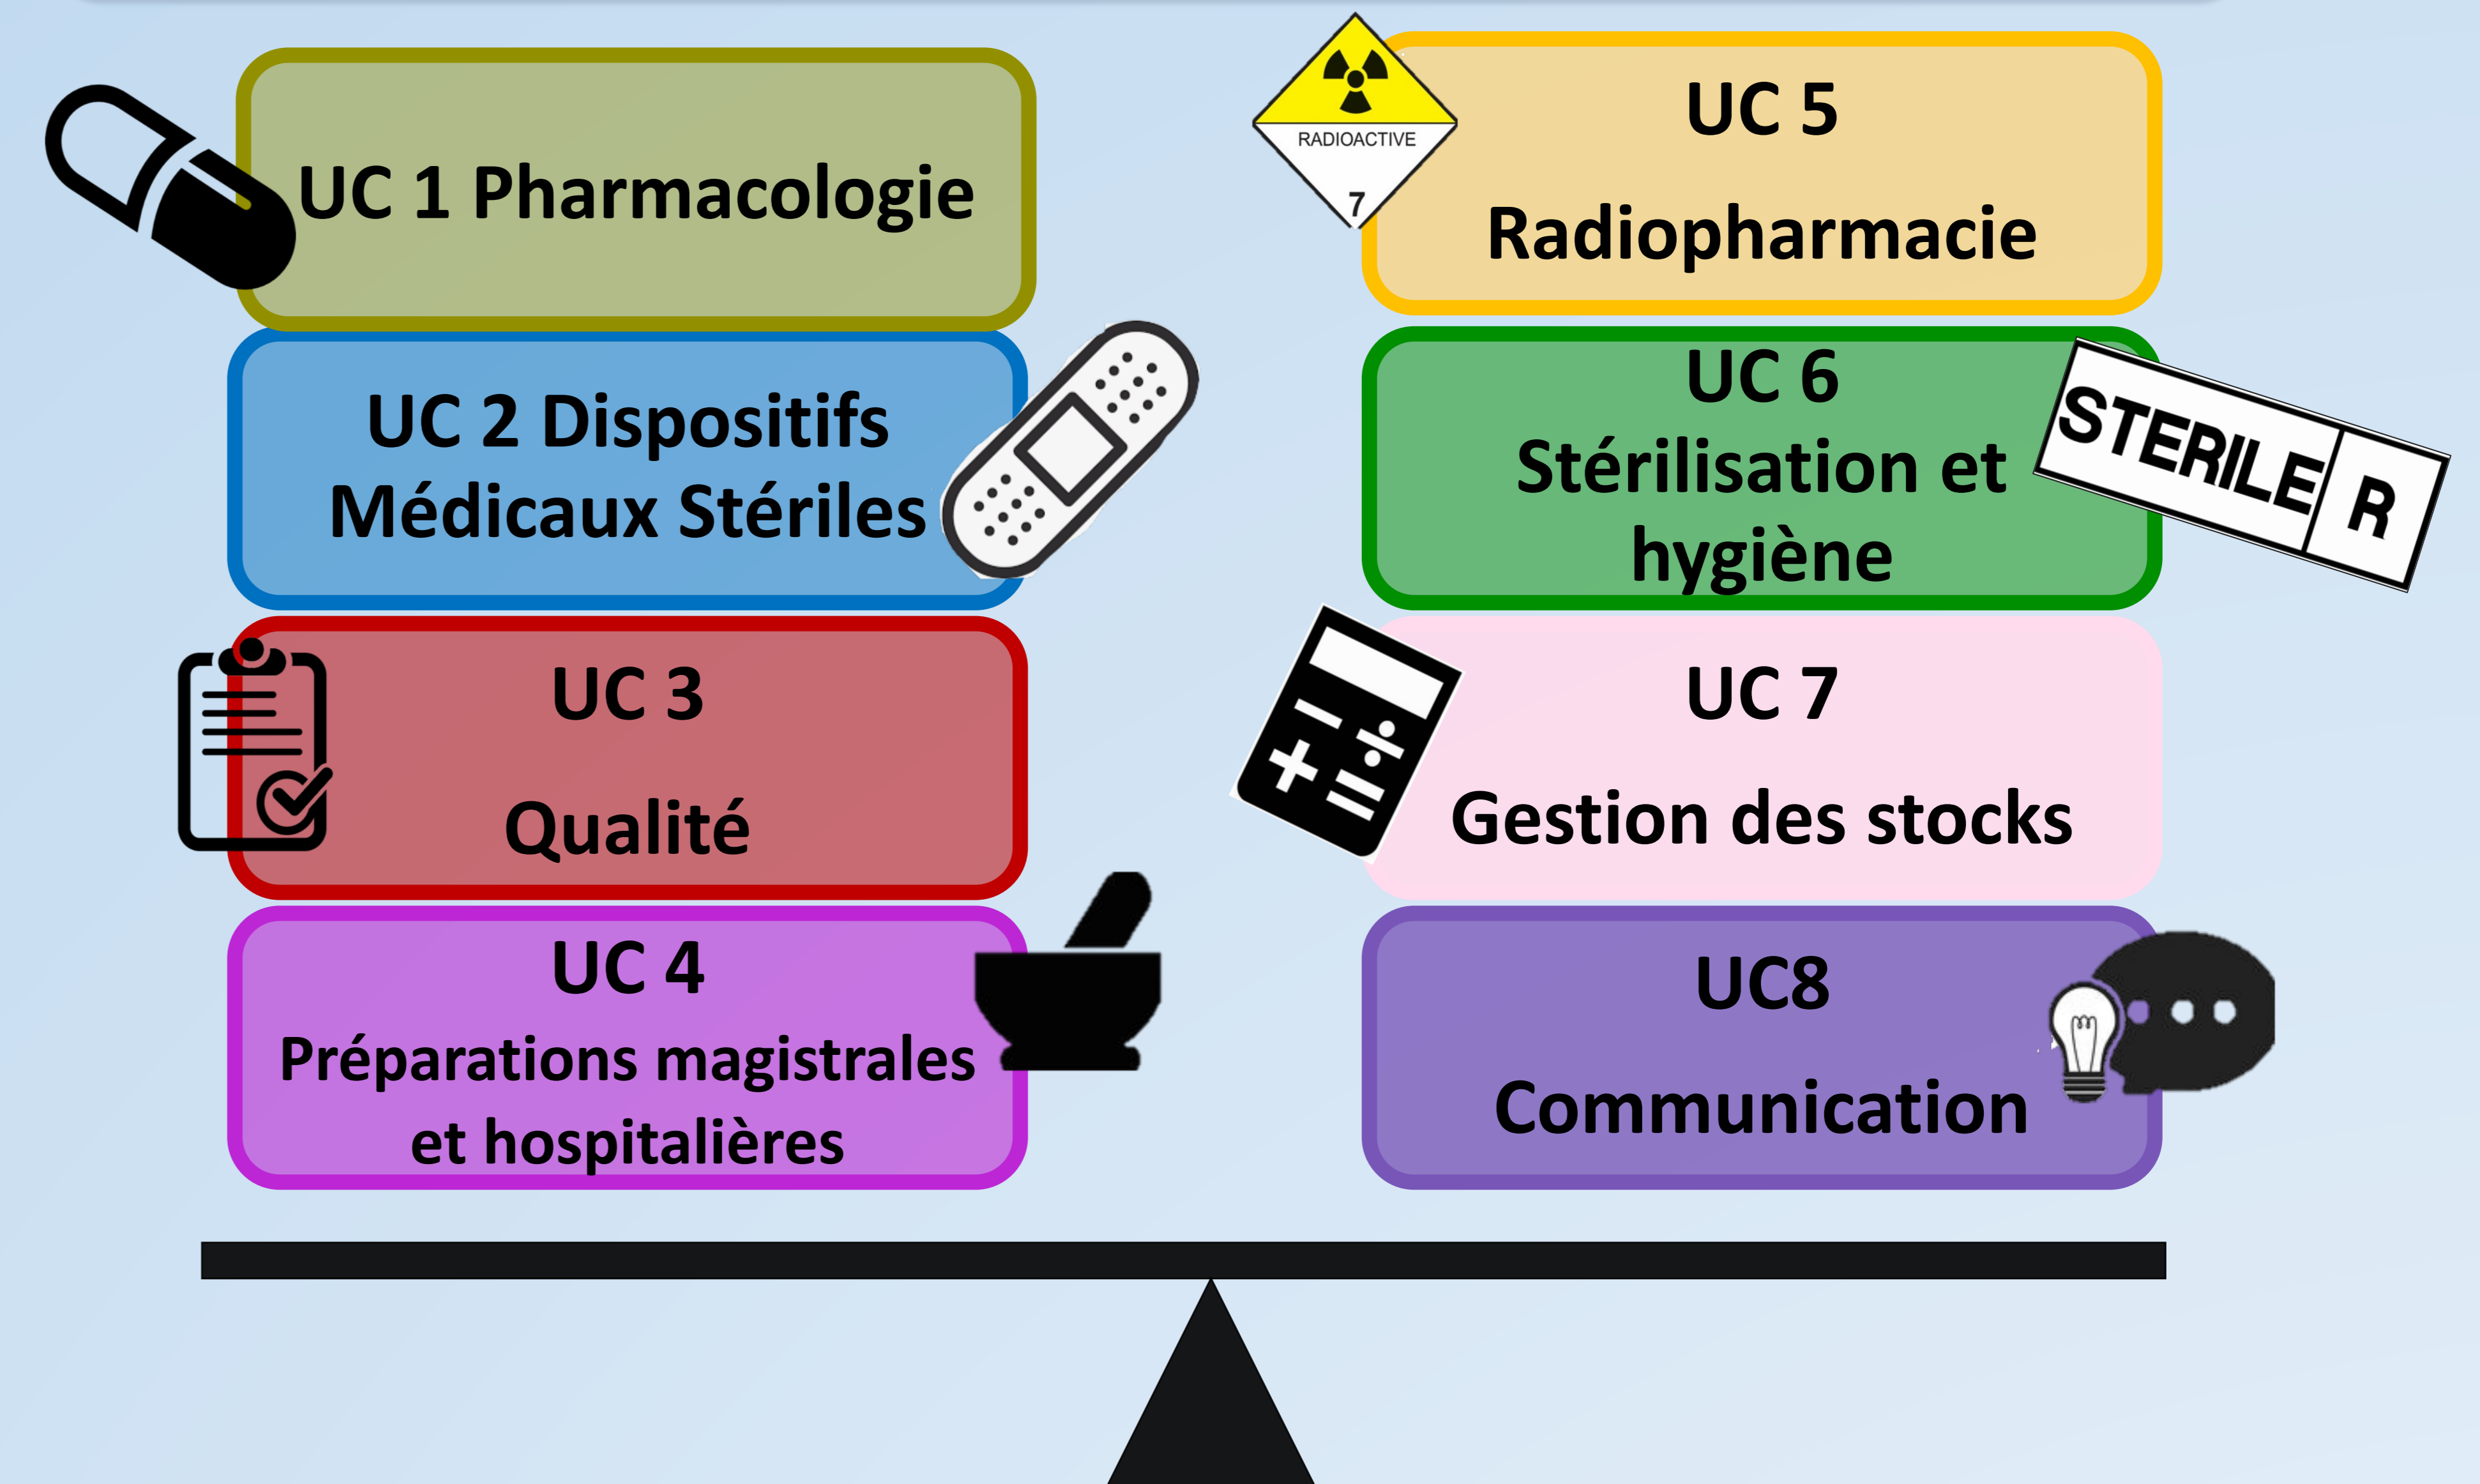 UC 1 Pharmacologie
UC 2 Dispositifs
Médicaux Stériles
UC 3
Qualité
UC 4
Préparations magistrales
et hospitalières
RADIOACTIVE
7
UC 5
Radiopharmacie
UC 6
Stérilisation et
hygiène
STERILE R
UC 7
Gestion des stocks
UC8
Communication